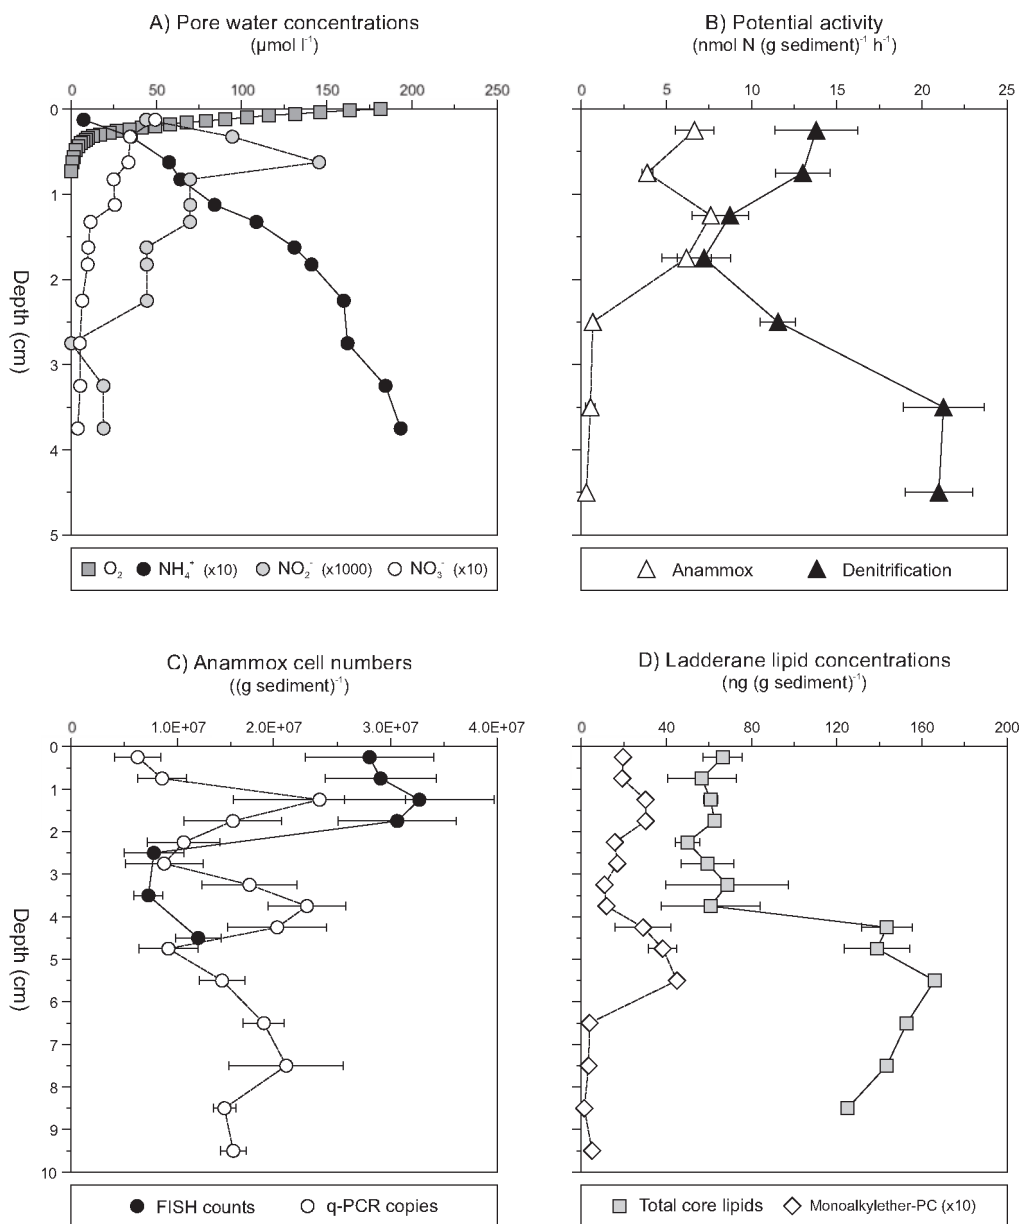 A) Pore water concentrations
(µmol l⁻¹)
0 50 100 150 200 250
0
1
2
3
4
5
Depth (cm)
O₂ NH₄⁺ (x10) NO₂⁻ (x1000) NO₃⁻ (x10)
B) Potential activity
(nmol N (g sediment)⁻¹ h⁻¹)
0 5 10 15 20 25
Anammox Denitrification
C) Anammox cell numbers
((g sediment)⁻¹)
0 1.0E+07 2.0E+07 3.0E+07 4.0E+07
0
1
2
3
4
5
6
7
8
9
10
Depth (cm)
FISH counts q-PCR copies
D) Ladderane lipid concentrations
(ng (g sediment)⁻¹)
0 40 80 120 160 200
Total core lipids Monoalkylether-PC (x10)